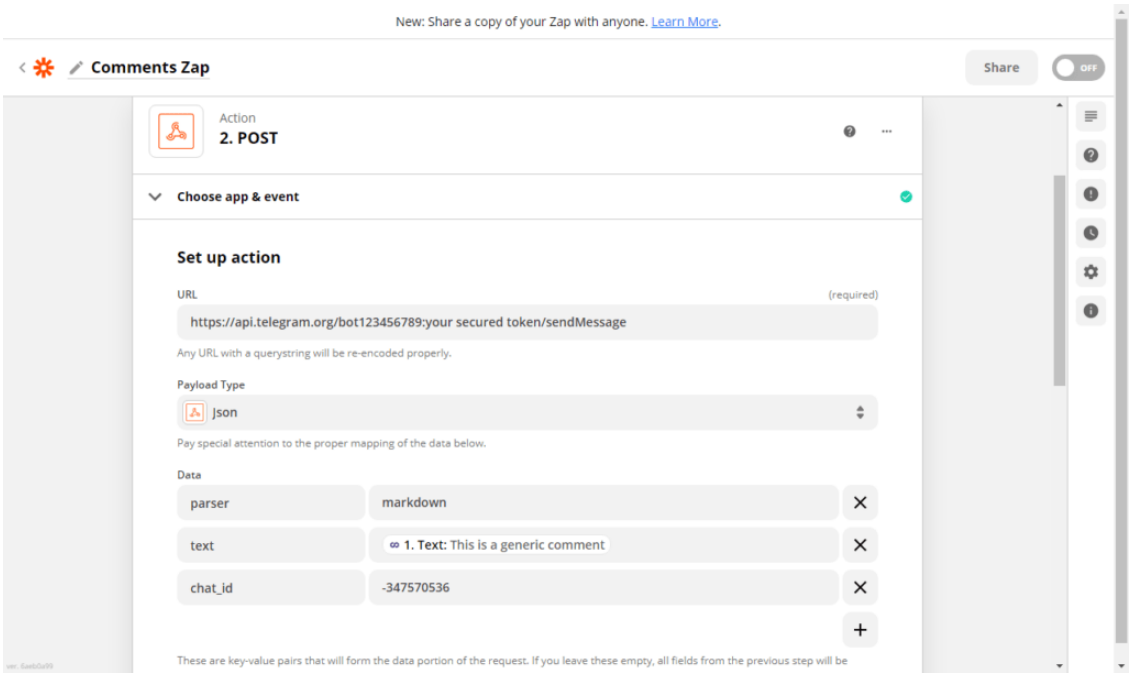 New: Share a copy of your Zap with anyone. Learn More.
Comments Zap
Share
OFF
Action
2. POST
Choose app & event
Set up action
URL
(required)
https://api.telegram.org/bot123456789:your secured token/sendMessage
Any URL with a querystring will be re-encoded properly.
Payload Type
Json
Pay special attention to the proper mapping of the data below.
Data
parser
markdown
text
1. Text: This is a generic comment
chat_id
-347570536
These are key-value pairs that will form the data portion of the request. If you leave these empty, all fields from the previous step will be